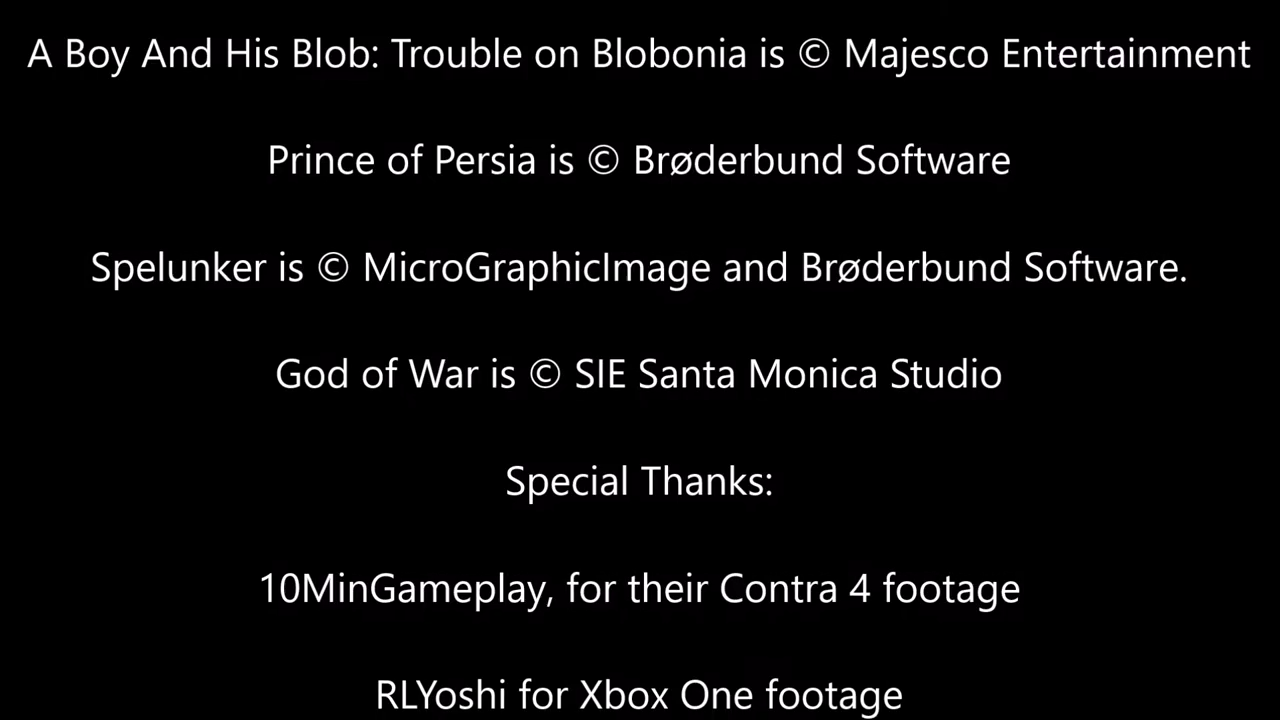 A Boy And His Blob: Trouble on Blobonia is © Majesco Entertainment
Prince of Persia is © Brøderbund Software
Spelunker is © MicroGraphicImage and Brøderbund Software.
God of War is © SIE Santa Monica Studio
Special Thanks:
10MinGameplay, for their Contra 4 footage
RLYoshi for Xbox One footage